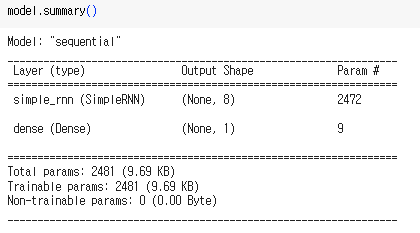 model.summary()
Model: "sequential"
_________________________________________________________________
Layer (type) Output Shape Param #
=================================================================
simple_rnn (SimpleRNN) (None, 8) 2472
dense (Dense) (None, 1) 9
=================================================================
Total params: 2481 (9.69 KB)
Trainable params: 2481 (9.69 KB)
Non-trainable params: 0 (0.00 Byte)
_________________________________________________________________